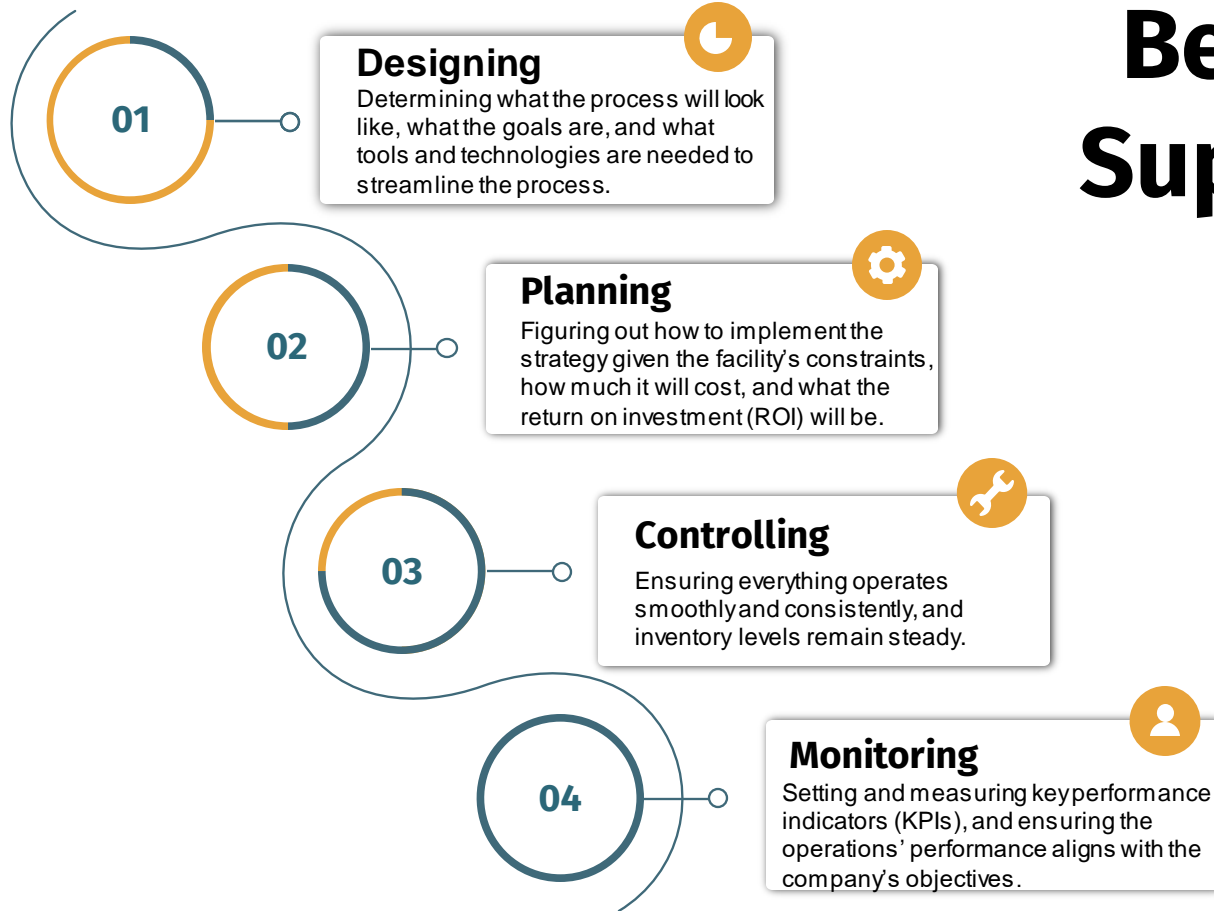 Be
Sup
01
Designing
Determining what the process will look
like, what the goals are, and what
tools and technologies are needed to
streamline the process.
02
Planning
Figuring out how to implement the
strategy given the facility’s constraints,
how much it will cost, and what the
return on investment (ROI) will be.
03
Controlling
Ensuring everything operates
smoothly and consistently, and
inventory levels remain steady.
04
Monitoring
Setting and measuring key performance
indicators (KPIs), and ensuring the
operations’ performance aligns with the
company’s objectives.